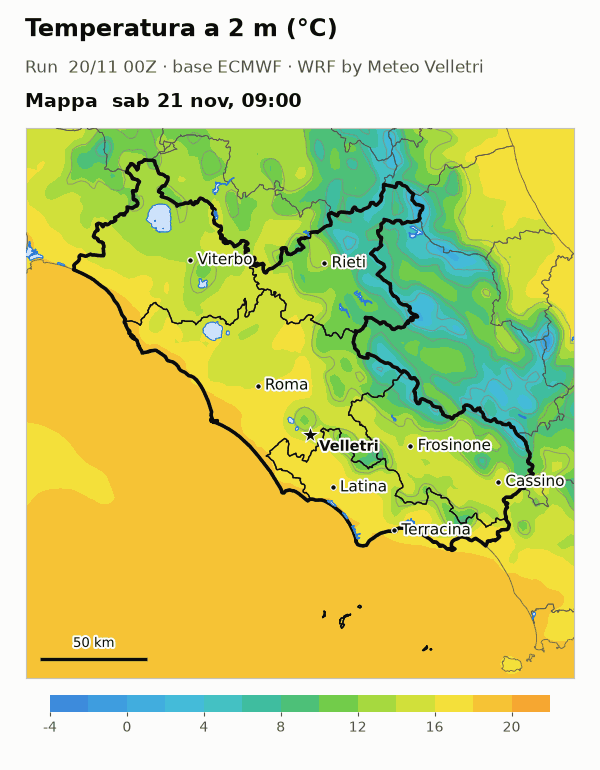 Temperatura a 2 m (°C)
Run  20/11 00Z · base ECMWF · WRF by Meteo Velletri
Mappa  sab 21 nov, 09:00
Viterbo
Rieti
Roma
Velletri
Frosinone
Cassino
Latina
Terracina
50 km
-4 0 4 8 12 16 20